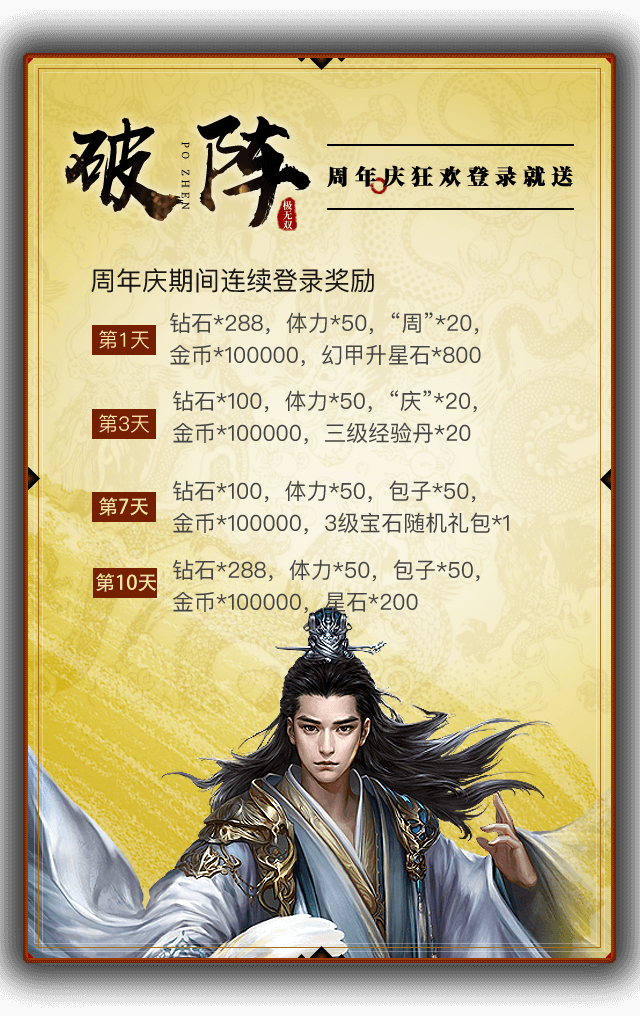 破阵
PO ZHEN
极无双
周年庆狂欢登录就送
周年庆期间连续登录奖励
第1天
钻石*288，体力*50，“周”*20，
金币*100000，幻甲升星石*800
第3天
钻石*100，体力*50，“庆”*20，
金币*100000，三级经验丹*20
第7天
钻石*100，体力*50，包子*50，
金币*100000，3级宝石随机礼包*1
第10天
钻石*288，体力*50，包子*50，
金币*100000，星石*200